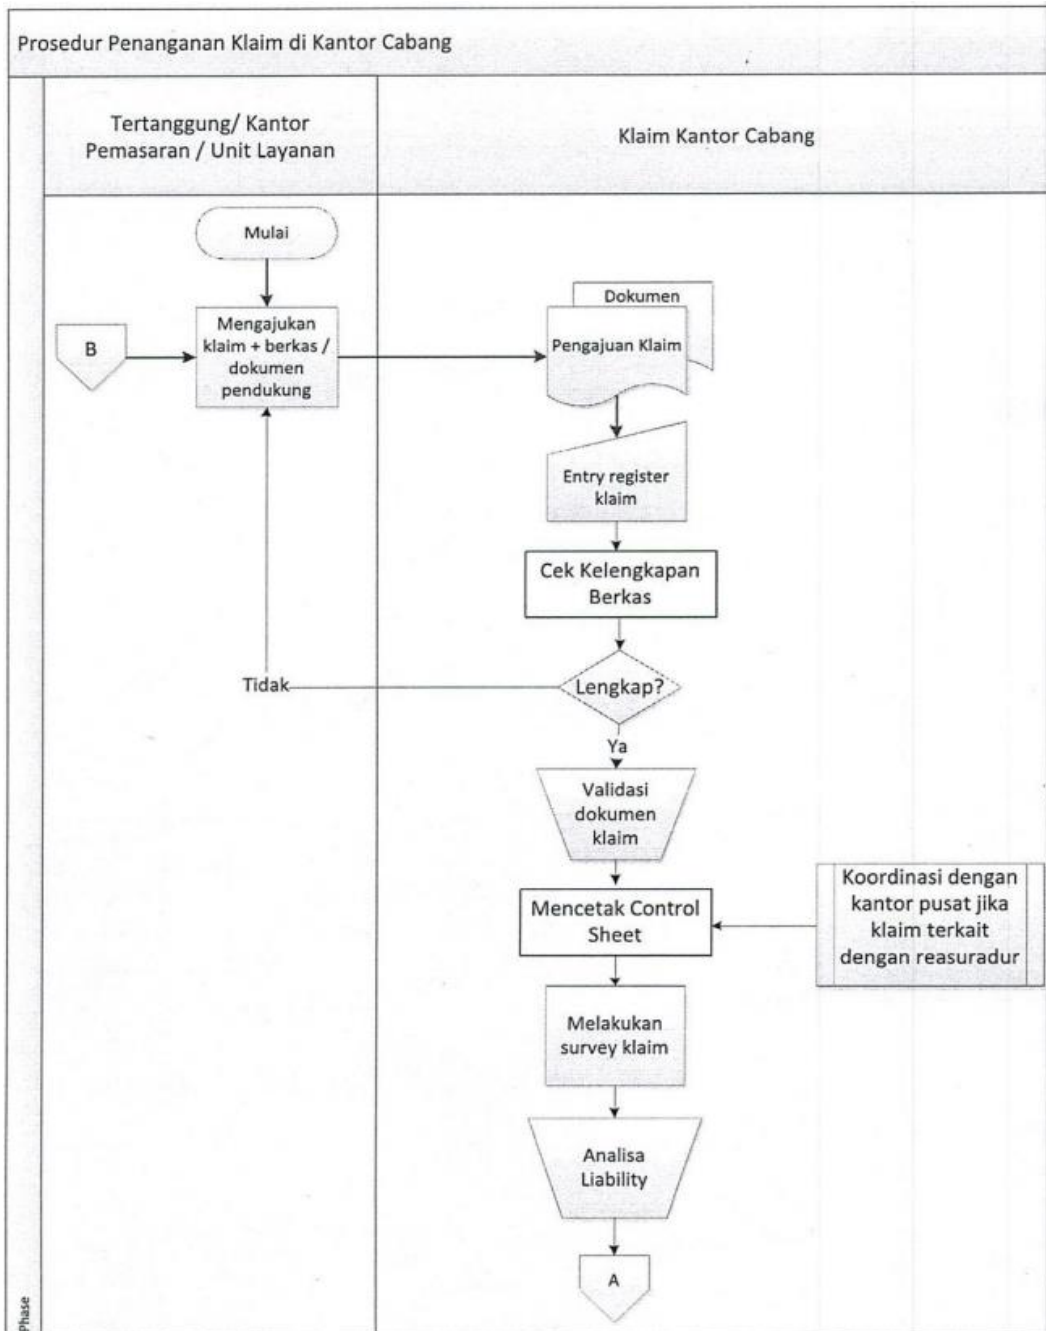 Prosedur Penanganan Klaim di Kantor Cabang
Tertanggung/ Kantor
Pemasaran / Unit Layanan
Klaim Kantor Cabang
Mulai
B
Mengajukan
klaim + berkas /
dokumen
pendukung
Dokumen
Pengajuan Klaim
Entry register
klaim
Cek Kelengkapan
Berkas
Lengkap?
Tidak
Ya
Validasi
dokumen
klaim
Mencetak Control
Sheet
Koordinasi dengan
kantor pusat jika
klaim terkait
dengan reasuradur
Melakukan
survey klaim
Analisa
Liability
A
Phase